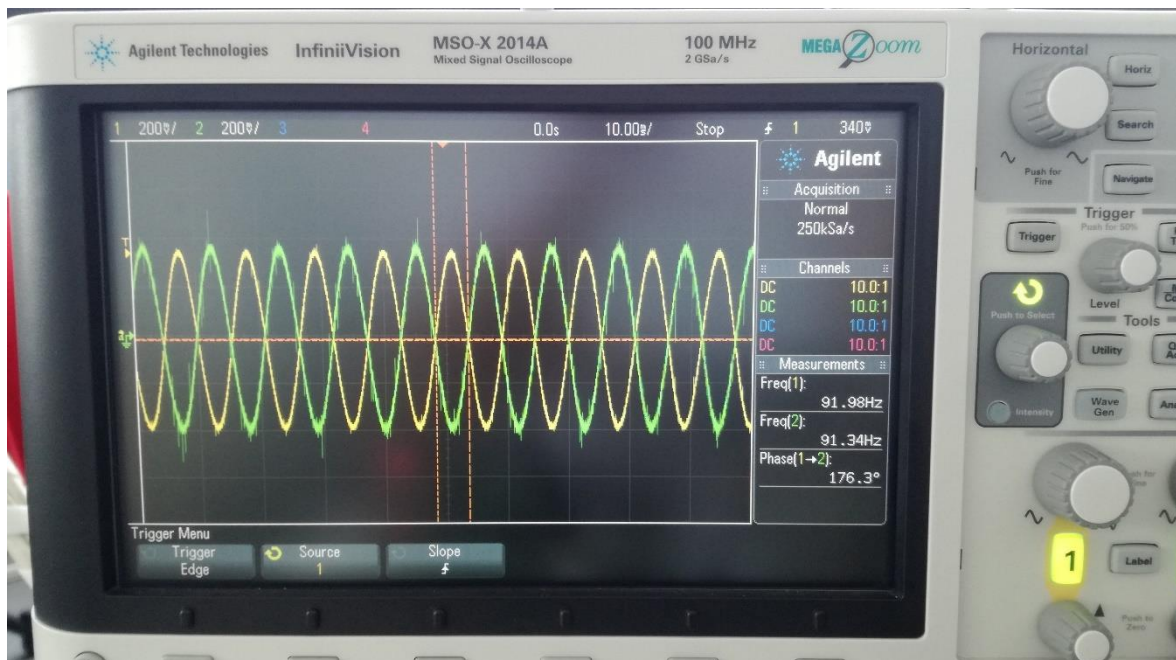 Agilent Technologies InfiniiVision MSO-X 2014A 100 MHz MEGA Zoom
Mixed Signal Oscilloscope 2 GSa/s
1 200V/ 2 200V/ 3 4 0.0s 10.00s/ Stop 1 340V
T
Agilent
Acquisition
Normal
250kSa/s
Channels
DC 10.0:1
DC 10.0:1
DC 10.0:1
DC 10.0:1
Measurements
Freq(1):
91.98Hz
Freq(2):
91.34Hz
Phase(1→2):
176.3°
Trigger Menu
Trigger
Edge
Source
1
Slope
Horizontal
Horiz
Search
Push for
Fine
Navigate
Trigger
Push for 50%
Trigger
Level
Push to Select
Tools
Utility
Intensity
Wave
Gen
1
Label
Push to
Zero